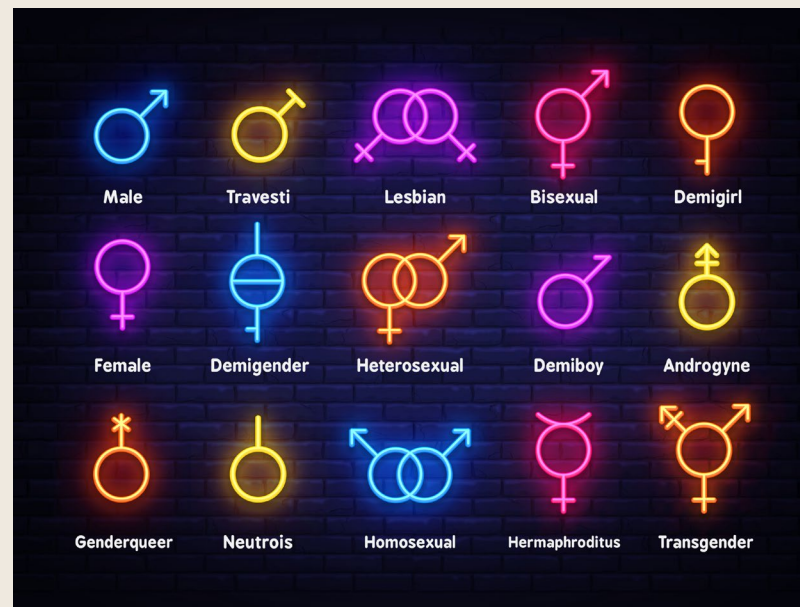 Male
Travesti
Lesbian
Bisexual
Demigirl
Female
Demigender
Heterosexual
Demiboy
Androgyne
Genderqueer
Neutrois
Homosexual
Hermaphroditus
Transgender